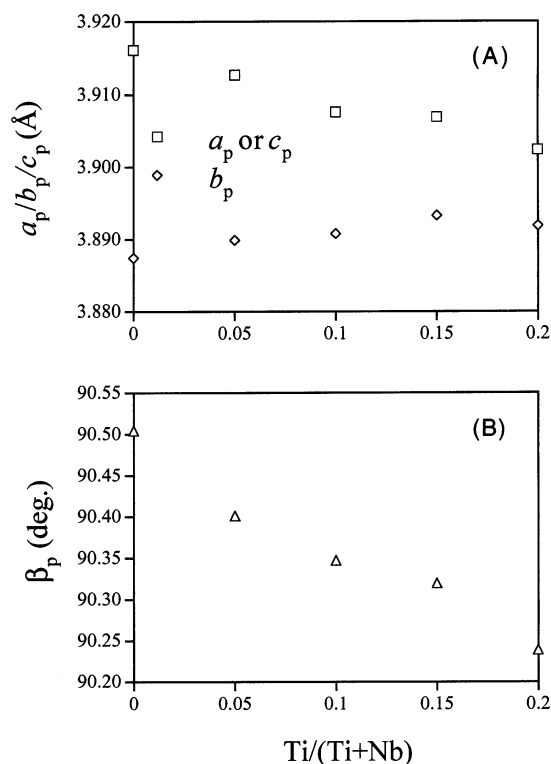 3.920
(A)
3.910
a_p/b_p/c_p (Å)
3.900
a_p or c_p
b_p
3.890
3.880
0 0.05 0.1 0.15 0.2
90.55
90.50
(B)
90.45
β_p (deg.)
90.40
90.35
90.30
90.25
90.20
0 0.05 0.1 0.15 0.2
Ti/(Ti+Nb)